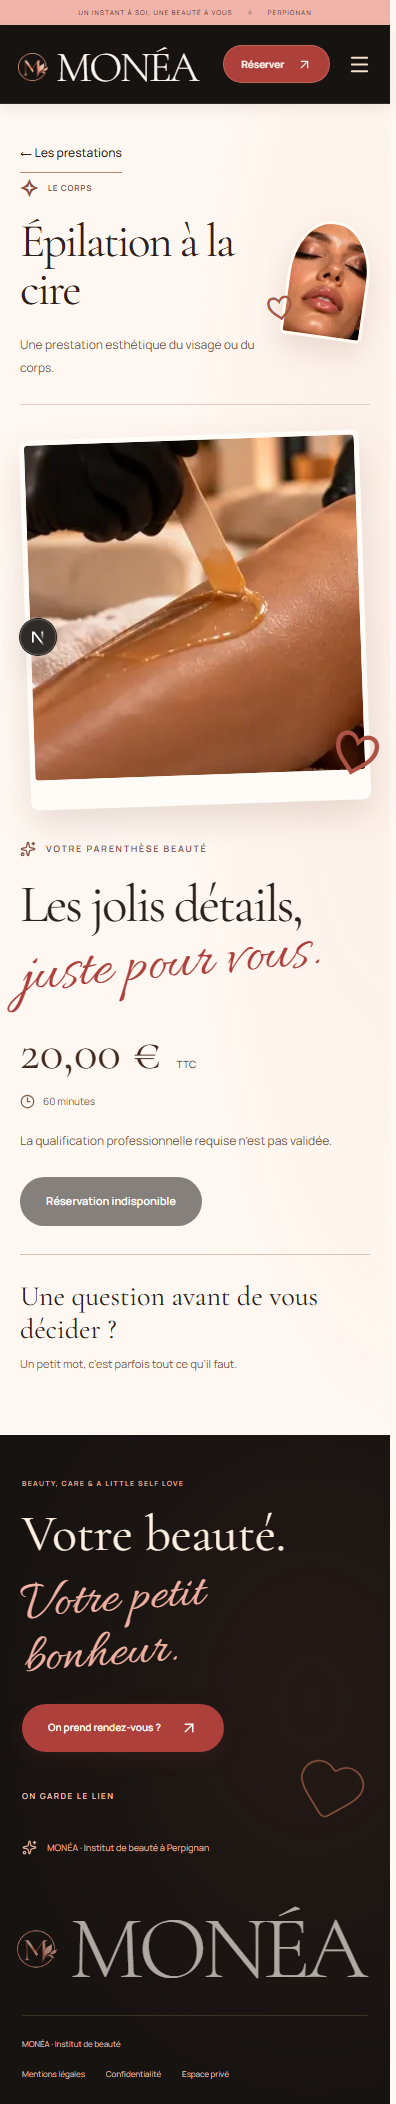 UN INSTANT À SOI, UNE BEAUTÉ À VOUS ✧ PERPIGNAN
M MONÉA
Réserver ↗
← Les prestations
LE CORPS
Épilation à la
cire
Une prestation esthétique du visage ou du
corps.
N
VOTRE PARENTHÈSE BEAUTÉ
Les jolis détails,
juste pour vous.
20,00 € TTC
60 minutes
La qualification professionnelle requise n'est pas validée.
Réservation indisponible
Une question avant de vous
décider ?
Un petit mot, c'est parfois tout ce qu'il faut.
BEAUTY, CARE & A LITTLE SELF LOVE
Votre beauté.
Votre petit
bonheur.
On prend rendez-vous ? ↗
ON GARDE LE LIEN
MONÉA · Institut de beauté à Perpignan
M MONÉA
MONÉA · Institut de beauté
Mentions légales Confidentialité Espace privé